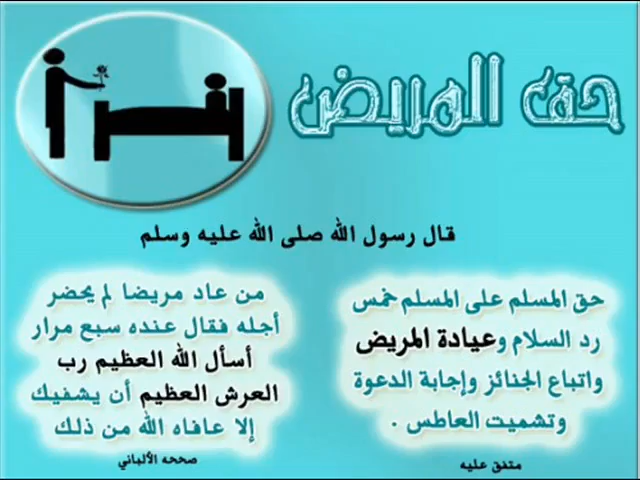 حق المريض
قال رسول الله صلى الله عليه وسلم
حق المسلم على المسلم خمس
رد السلام وعيادة المريض
واتباع الجنائز وإجابة الدعوة
وتشميت العاطس .
متفق عليه
من عاد مريضا لم يحضر
أجله فقال عنده سبع مرار
أسأل الله العظيم رب
العرش العظيم أن يشفيك
إلا عافاه الله من ذلك
صححه الألباني